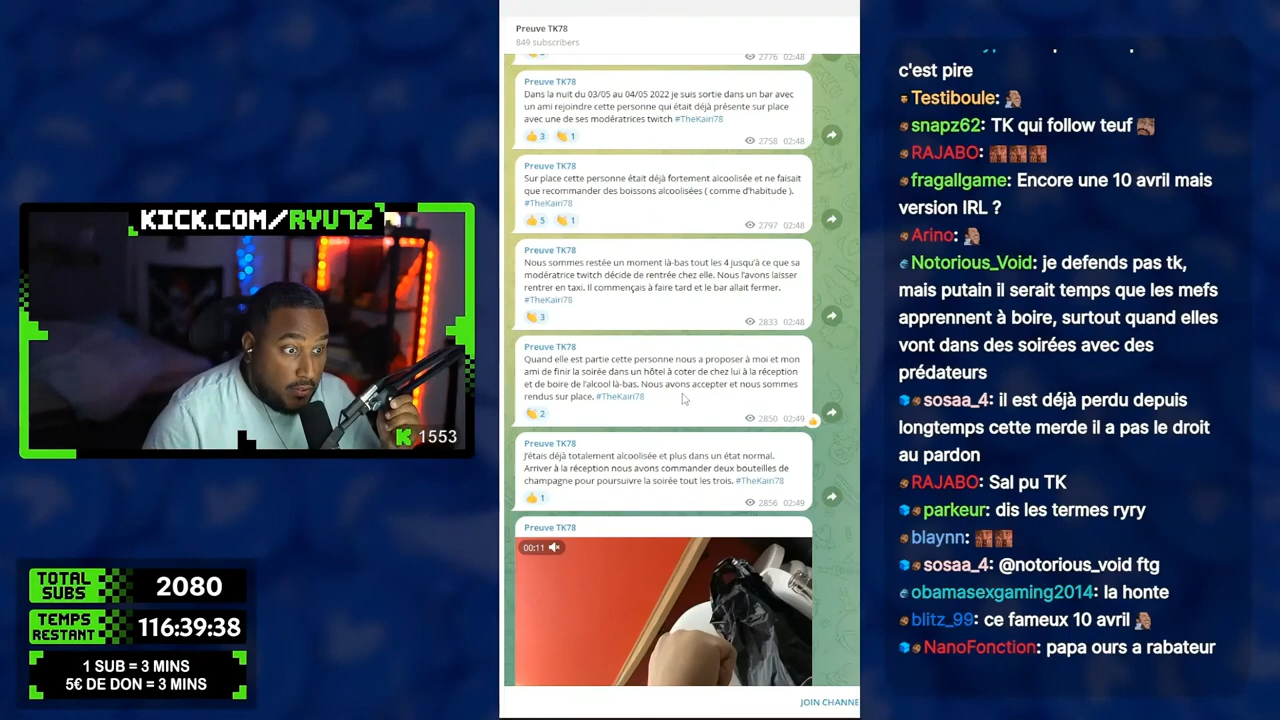 Preuve TK78
849 subscribers
2776 02:48
Preuve TK78
Dans la nuit du 03/05 au 04/05 2022 je suis sortie dans un bar avec
un ami rejoindre cette personne qui était déjà présente sur place
avec une de ses modératrices twitch #TheKairi78
3 1
2758 02:48
Preuve TK78
Sur place cette personne était déjà fortement alcoolisée et ne faisait
que recommander des boissons alcoolisées ( comme d'habitude ).
#TheKairi78
5 1
2797 02:48
Preuve TK78
Nous sommes restée un moment là-bas tout les 4 jusqu'à ce que sa
modératrice twitch décide de rentrée chez elle. Nous l'avons laisser
rentrer en taxi. Il commençais à faire tard et le bar allait fermer.
#TheKairi78
3
2833 02:48
Preuve TK78
Quand elle est partie cette personne nous a proposer à moi et mon
ami de finir la soirée dans un hôtel à coter de chez lui à la réception
et de boire de l'alcool là-bas. Nous avons accepter et nous sommes
rendus sur place. #TheKairi78
2
2850 02:49
Preuve TK78
J'étais déjà totalement alcoolisée et plus dans un état normal.
Arriver à la réception nous avons commander deux bouteilles de
champagne pour poursuivre la soirée tout les trois. #TheKairi78
1
2856 02:49
Preuve TK78
00:11
JOIN CHANNE
KICK.COM/RYU7Z
K 1553
TOTAL
SUBS
2080
TEMPS
RESTANT
116:39:38
1 SUB = 3 MINS
5€ DE DON = 3 MINS
c'est pire
Testiboule:
snapz62: TK qui follow teuf
RAJABO:
fragallgame: Encore une 10 avril mais
version IRL ?
Arino:
Notorious_Void: je defends pas tk,
mais putain il serait temps que les mefs
apprennent à boire, surtout quand elles
vont dans des soirées avec des
prédateurs
sosaa_4: il est déjà perdu depuis
longtemps cette merde il a pas le droit
au pardon
RAJABO: Sal pu TK
parkeur: dis les termes ryry
blaynn:
sosaa_4: @notorious_void ftg
obamasexgaming2014: la honte
blitz_99: ce fameux 10 avril
NanoFonction: papa ours a rabateur